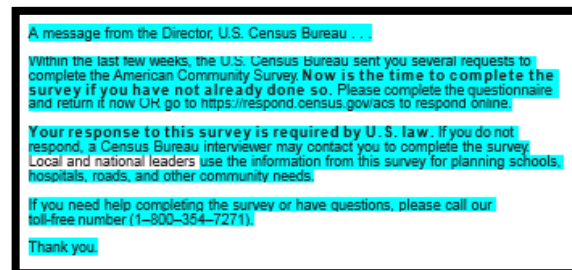 A message from the Director, U.S. Census Bureau . . .
Within the last few weeks, the U.S. Census Bureau sent you several requests to
complete the American Community Survey. Now is the time to complete the
survey if you have not already done so. Please complete the questionnaire
and return it now OR go to https://respond.census.gov/acs to respond online.
Your response to this survey is required by U.S. law. If you do not
respond, a Census Bureau interviewer may contact you to complete the survey.
Local and national leaders use the information from this survey for planning schools,
hospitals, roads, and other community needs.
If you need help completing the survey or have questions, please call our
toll-free number (1–800–354–7271).
Thank you.